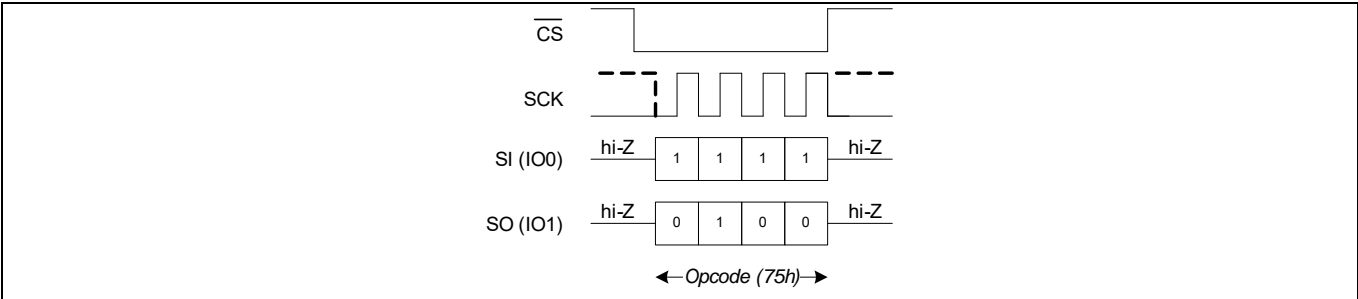 CS
SCK
hi-Z 1 1 1 1 hi-Z
SI (IO0)
hi-Z 0 1 0 0 hi-Z
SO (IO1)
Opcode (75h)